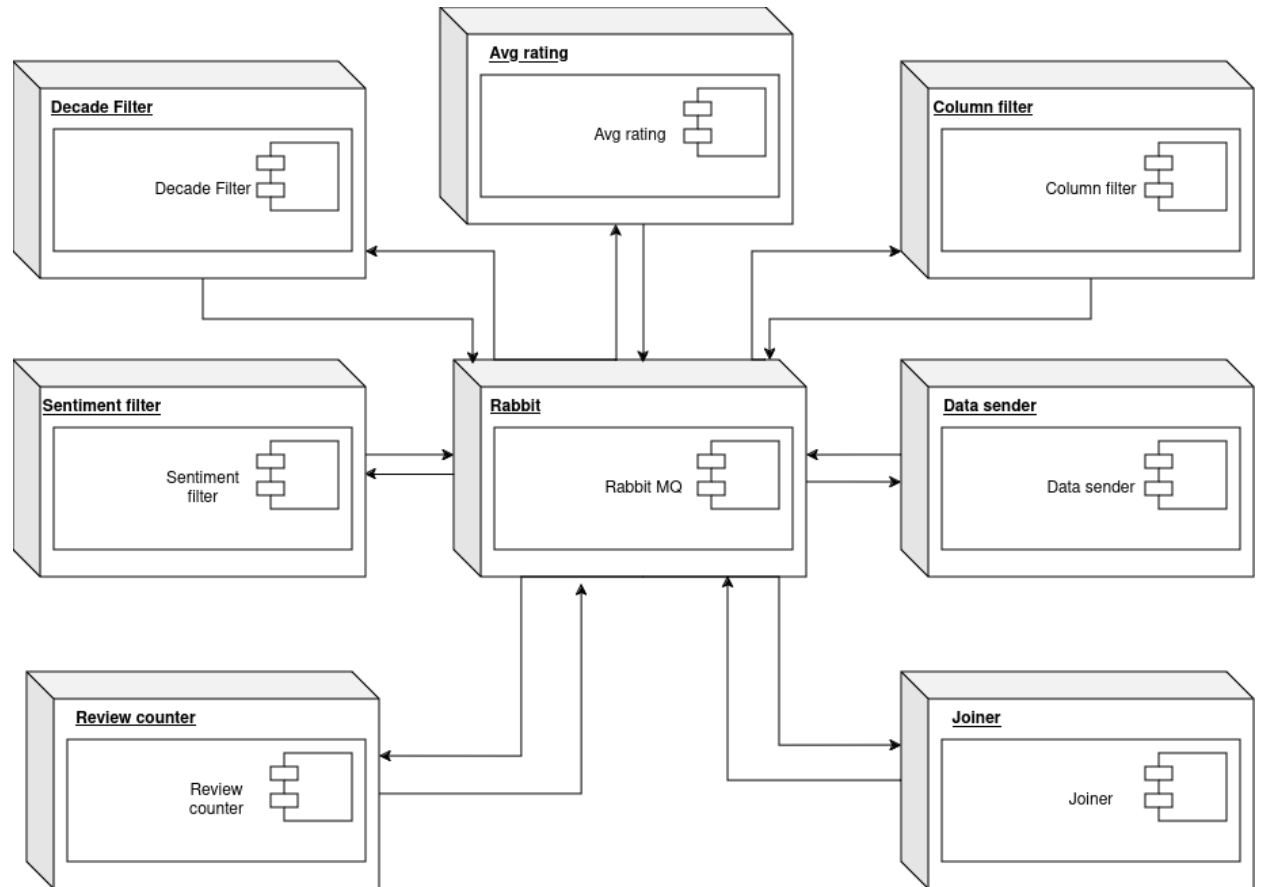 Avg rating
Avg rating
Decade Filter
Decade Filter
Column filter
Column filter
Sentiment filter
Sentiment
filter
Rabbit
Rabbit MQ
Data sender
Data sender
Review counter
Review
counter
Joiner
Joiner